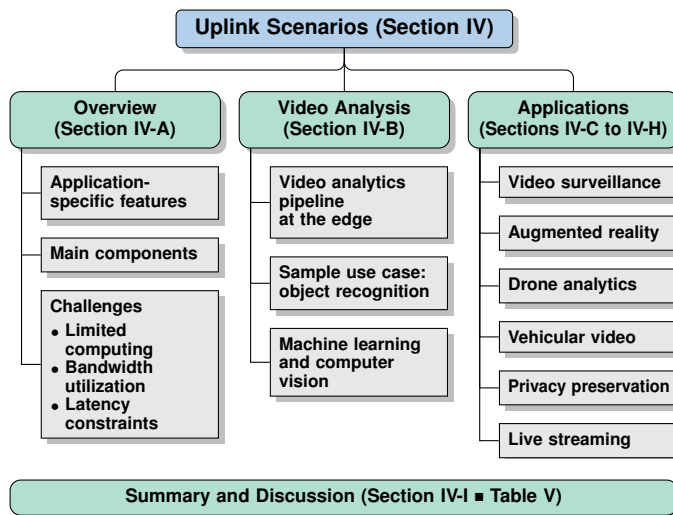 Uplink Scenarios (Section IV)
Overview
(Section IV-A)
Application-
specific features
Main components
Challenges
• Limited
computing
• Bandwidth
utilization
• Latency
constraints
Video Analysis
(Section IV-B)
Video analytics
pipeline
at the edge
Sample use case:
object recognition
Machine learning
and computer
vision
Applications
(Sections IV-C to IV-H)
Video surveillance
Augmented reality
Drone analytics
Vehicular video
Privacy preservation
Live streaming
Summary and Discussion (Section IV-I ■ Table V)